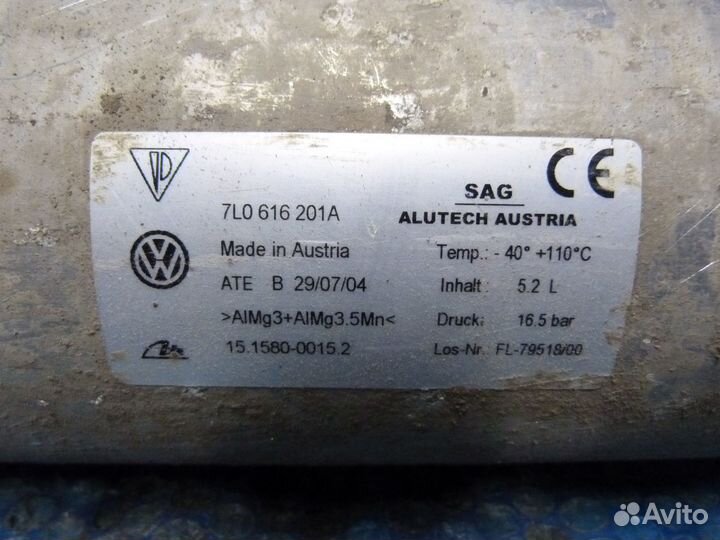 7L0 616 201A
Made in Austria
ATE B 29/07/04
>AlMg3+AlMg3.5Mn<
15.1580-0015.2
SAG
CE
ALUTECH AUSTRIA
Temp.: - 40° +110°C
Inhalt : 5.2 L
Druck: 16.5 bar
Los-Nr. FL-79518/00
Avito